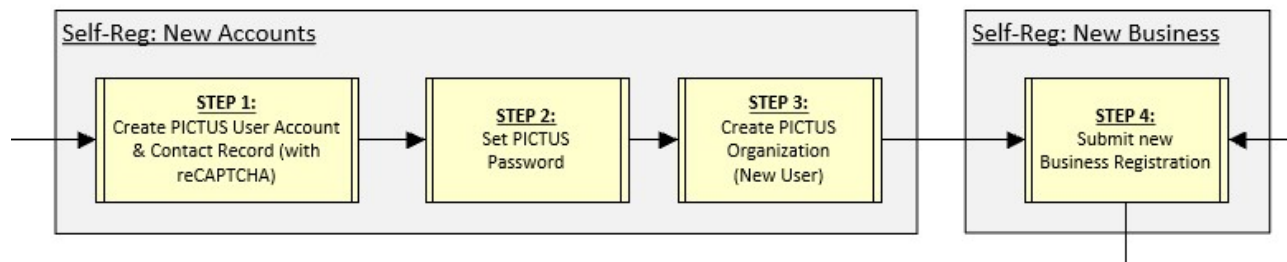 Self-Reg: New Accounts
STEP 1:
Create PICTUS User Account
& Contact Record (with
reCAPTCHA)
STEP 2:
Set PICTUS
Password
STEP 3:
Create PICTUS
Organization
(New User)
Self-Reg: New Business
STEP 4:
Submit new
Business Registration